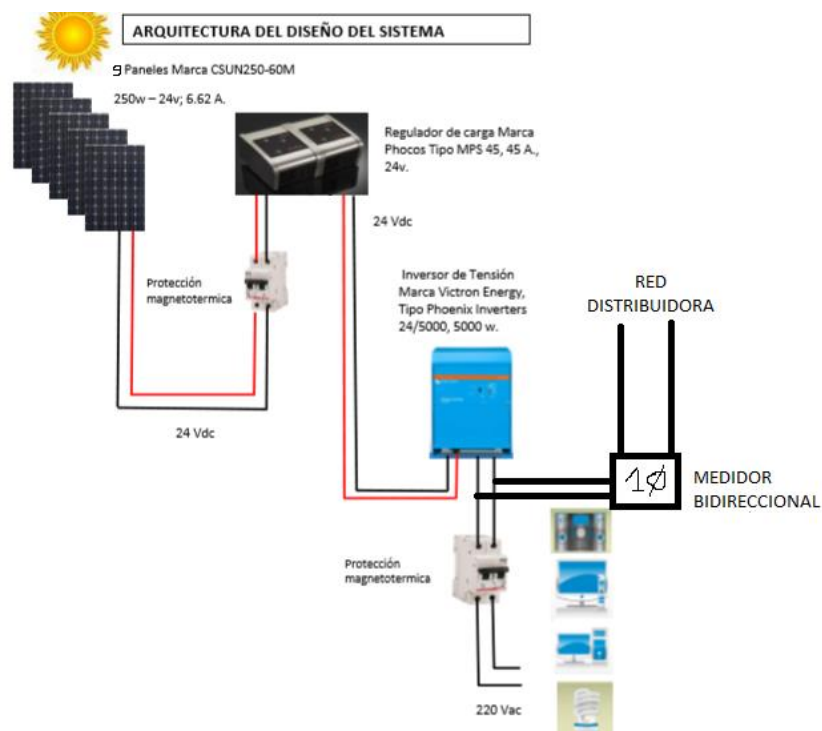 ARQUITECTURA DEL DISEÑO DEL SISTEMA
9 Paneles Marca CSUN250-60M
250w – 24v; 6.62 A.
Regulador de carga Marca
Phocos Tipo MPS 45, 45 A.,
24v.
24 Vdc
Protección
magnetotermica
24 Vdc
Inversor de Tensión
Marca Victron Energy,
Tipo Phoenix Inverters
24/5000, 5000 w.
RED
DISTRIBUIDORA
1Ø
MEDIDOR
BIDIRECCIONAL
Protección
magnetotermica
220 Vac